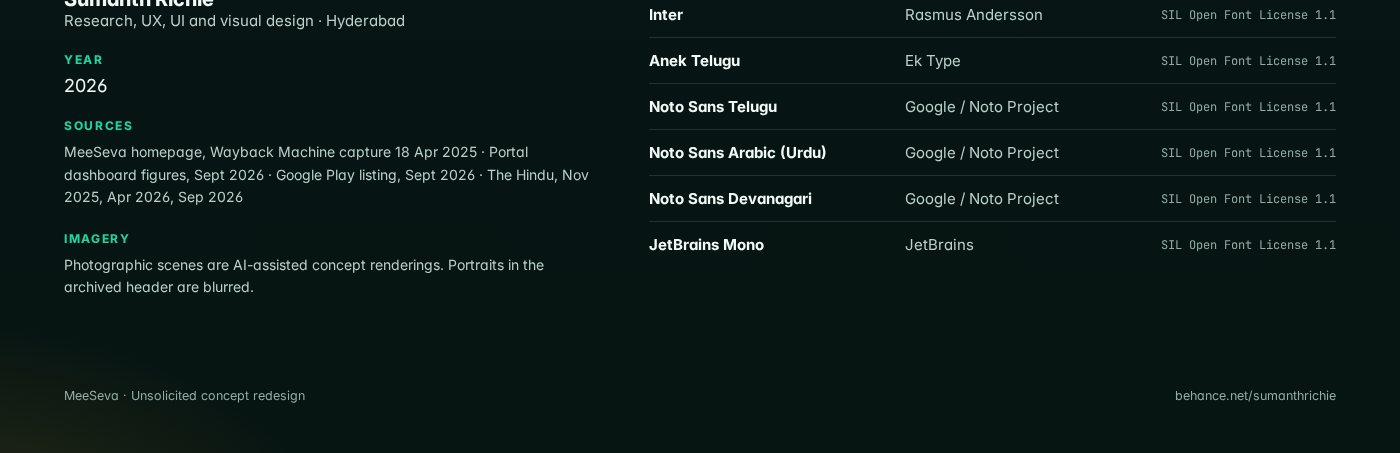 Sumanth Richie
Research, UX, UI and visual design · Hyderabad
YEAR
2026
SOURCES
MeeSeva homepage, Wayback Machine capture 18 Apr 2025 · Portal
dashboard figures, Sept 2026 · Google Play listing, Sept 2026 · The Hindu, Nov
2025, Apr 2026, Sep 2026
IMAGERY
Photographic scenes are AI-assisted concept renderings. Portraits in the
archived header are blurred.
Inter Rasmus Andersson SIL Open Font License 1.1
Anek Telugu Ek Type SIL Open Font License 1.1
Noto Sans Telugu Google / Noto Project SIL Open Font License 1.1
Noto Sans Arabic (Urdu) Google / Noto Project SIL Open Font License 1.1
Noto Sans Devanagari Google / Noto Project SIL Open Font License 1.1
JetBrains Mono JetBrains SIL Open Font License 1.1
MeeSeva · Unsolicited concept redesign
behance.net/sumanthrichie